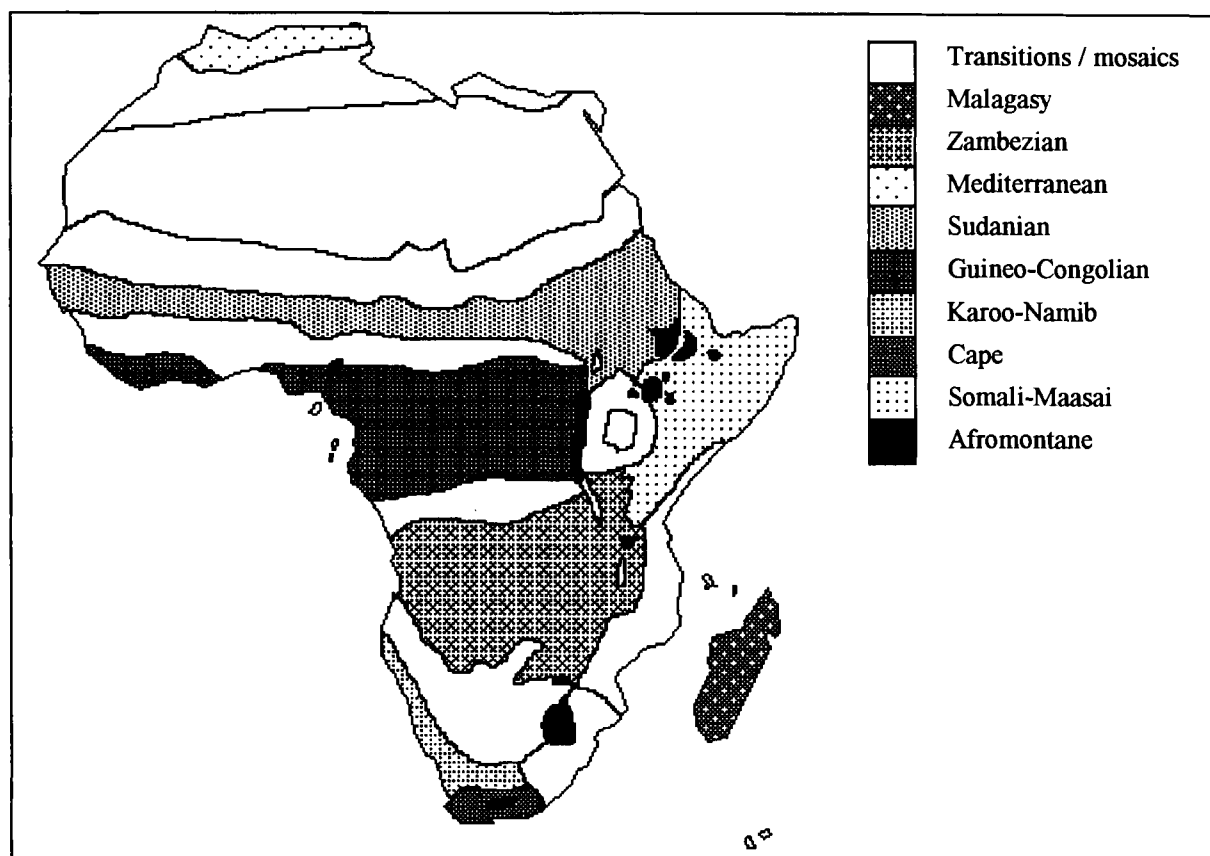 Transitions / mosaics
Malagasy
Zambezian
Mediterranean
Sudanian
Guineo-Congolian
Karoo-Namib
Cape
Somali-Maasai
Afromontane